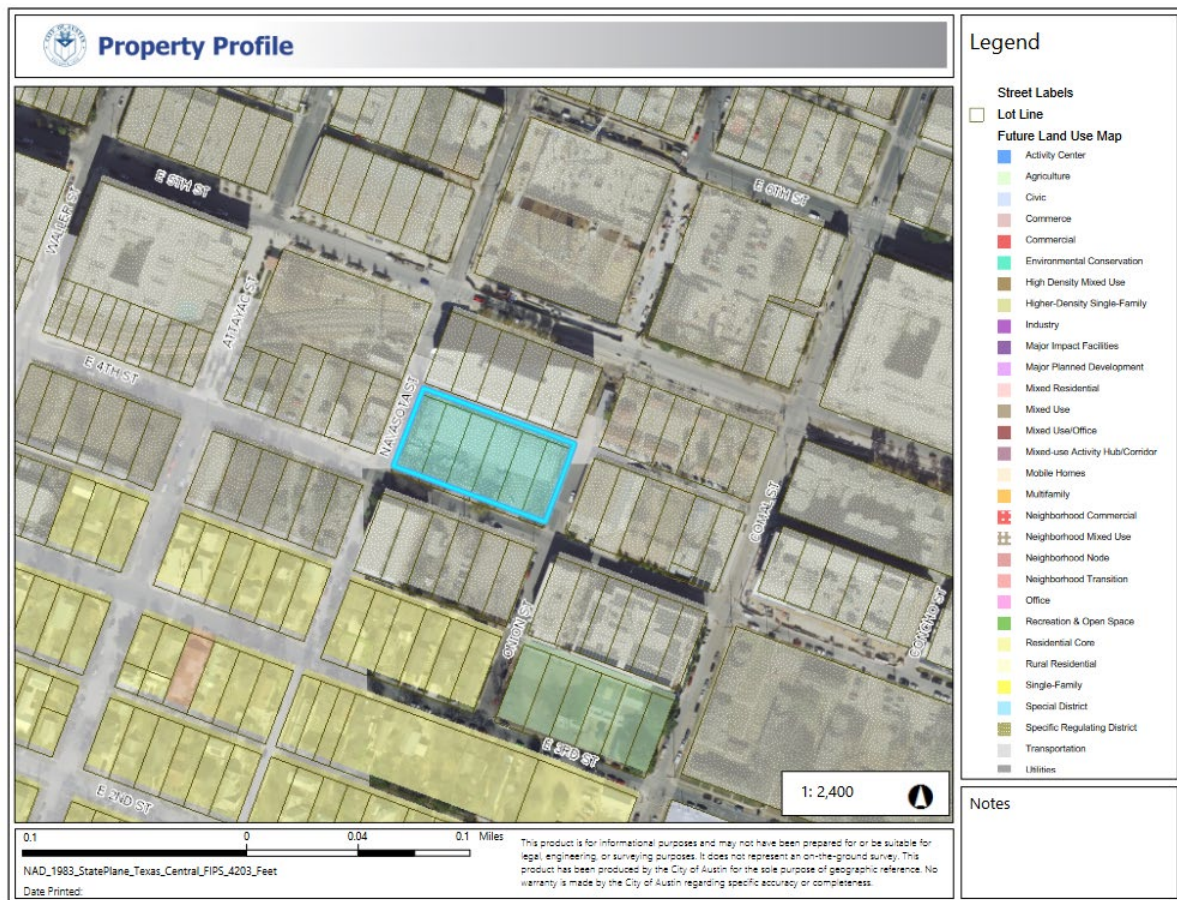 CITY OF AUSTIN
Property Profile
E 5TH ST
E 6TH ST
WALLER ST
ATTAYAC ST
E 4TH ST
NAVASOTA ST
COMAL ST
CONCHO ST
ONION ST
E 3RD ST
E 2ND ST
1: 2,400
Legend
Street Labels
Lot Line
Future Land Use Map
Activity Center
Agriculture
Civic
Commerce
Commercial
Environmental Conservation
High Density Mixed Use
Higher-Density Single-Family
Industry
Major Impact Facilities
Major Planned Development
Mixed Residential
Mixed Use
Mixed Use/Office
Mixed-use Activity Hub/Corridor
Mobile Homes
Multifamily
Neighborhood Commercial
Neighborhood Mixed Use
Neighborhood Node
Neighborhood Transition
Office
Recreation & Open Space
Residential Core
Rural Residential
Single-Family
Special District
Specific Regulating District
Transportation
Utilities
Notes
0.1 0 0.04 0.1 Miles
NAD_1983_StatePlane_Texas_Central_FIPS_4203_Feet
Date Printed:
This product is for informational purposes and may not have been prepared for or be suitable for
legal, engineering, or surveying purposes. It does not represent an on-the-ground survey. This
product has been produced by the City of Austin for the sole purpose of geographic reference. No
warranty is made by the City of Austin regarding specific accuracy or completeness.